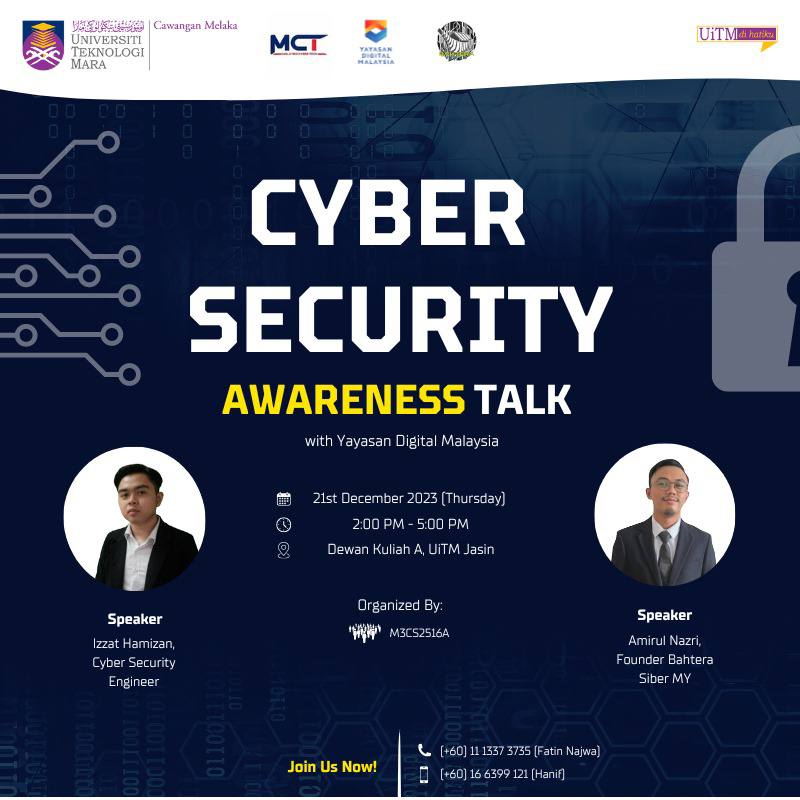 UNIVERSITI
TEKNOLOGI
MARA
Cawangan Melaka
MCT
YAYASAN
DIGITAL
MALAYSIA
UiTM di hatiku
CYBER
SECURITY
AWARENESS TALK
with Yayasan Digital Malaysia
21st December 2023 (Thursday)
2:00 PM - 5:00 PM
Dewan Kuliah A, UiTM Jasin
Organized By:
M3CS2516A
Speaker
Izzat Hamizan,
Cyber Security
Engineer
Speaker
Amirul Nazri,
Founder Bahtera
Siber MY
Join Us Now!
(+60) 11 1337 3735 (Fatin Najwa)
(+60) 16 6399 121 (Hanif)